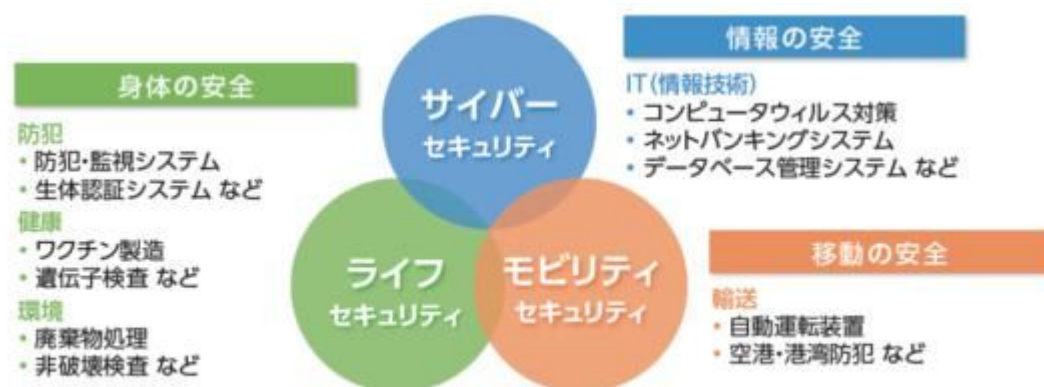 身体の安全
防犯
・防犯・監視システム
・生体認証システム など
健康
・ワクチン製造
・遺伝子検査 など
環境
・廃棄物処理
・非破壊検査 など
サイバー
セキュリティ
ライフ
セキュリティ
モビリティ
セキュリティ
情報の安全
IT(情報技術)
・コンピュータウィルス対策
・ネットバンキングシステム
・データベース管理システム など
移動の安全
輸送
・自動運転装置
・空港・港湾防犯 など